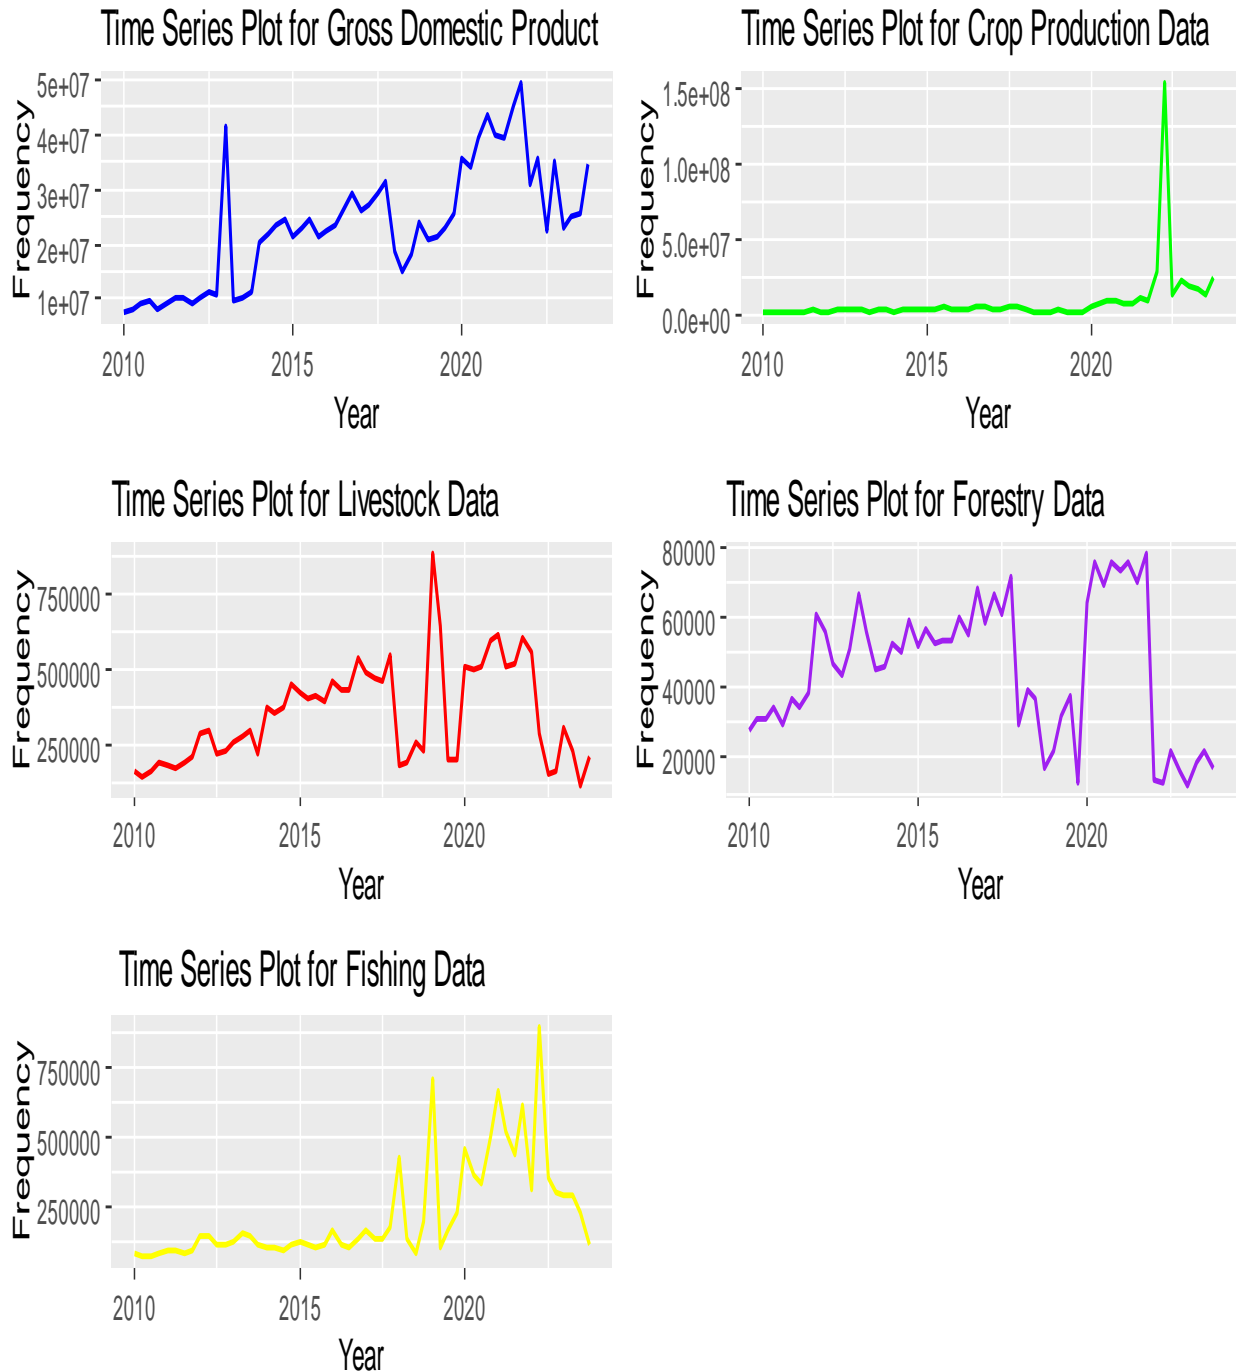 Time Series Plot for Gross Domestic Product
Frequency
5e+07
4e+07
3e+07
2e+07
1e+07
2010 2015 2020
Year
Time Series Plot for Crop Production Data
Frequency
1.5e+08
1.0e+08
5.0e+07
0.0e+00
2010 2015 2020
Year
Time Series Plot for Livestock Data
Frequency
750000
500000
250000
2010 2015 2020
Year
Time Series Plot for Forestry Data
Frequency
80000
60000
40000
20000
2010 2015 2020
Year
Time Series Plot for Fishing Data
Frequency
750000
500000
250000
2010 2015 2020
Year